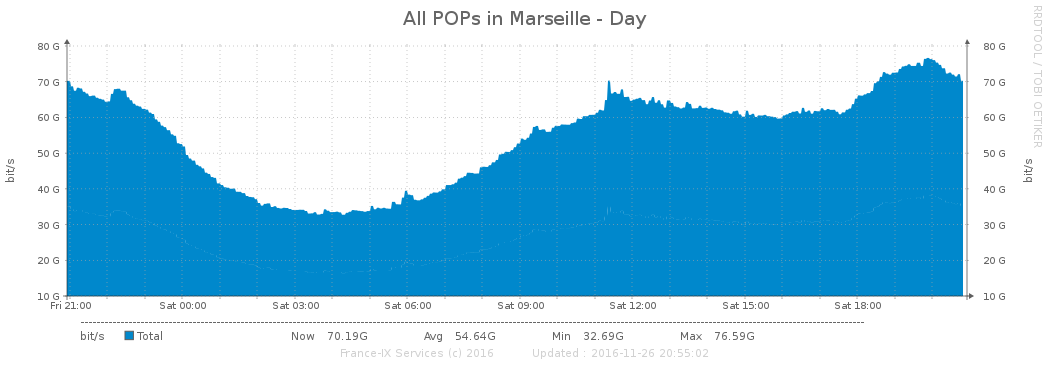 All POPs in Marseille - Day
RRDTOOL / TOBI OETIKER
80 G 80 G
70 G 70 G
60 G 60 G
50 G 50 G
40 G 40 G
30 G 30 G
20 G 20 G
10 G 10 G
bit/s
bit/s
Fri 21:00 Sat 00:00 Sat 03:00 Sat 06:00 Sat 09:00 Sat 12:00 Sat 15:00 Sat 18:00
bit/s Total Now 70.19G Avg 54.64G Min 32.69G Max 76.59G
France-IX Services (c) 2016 Updated : 2016-11-26 20:55:02